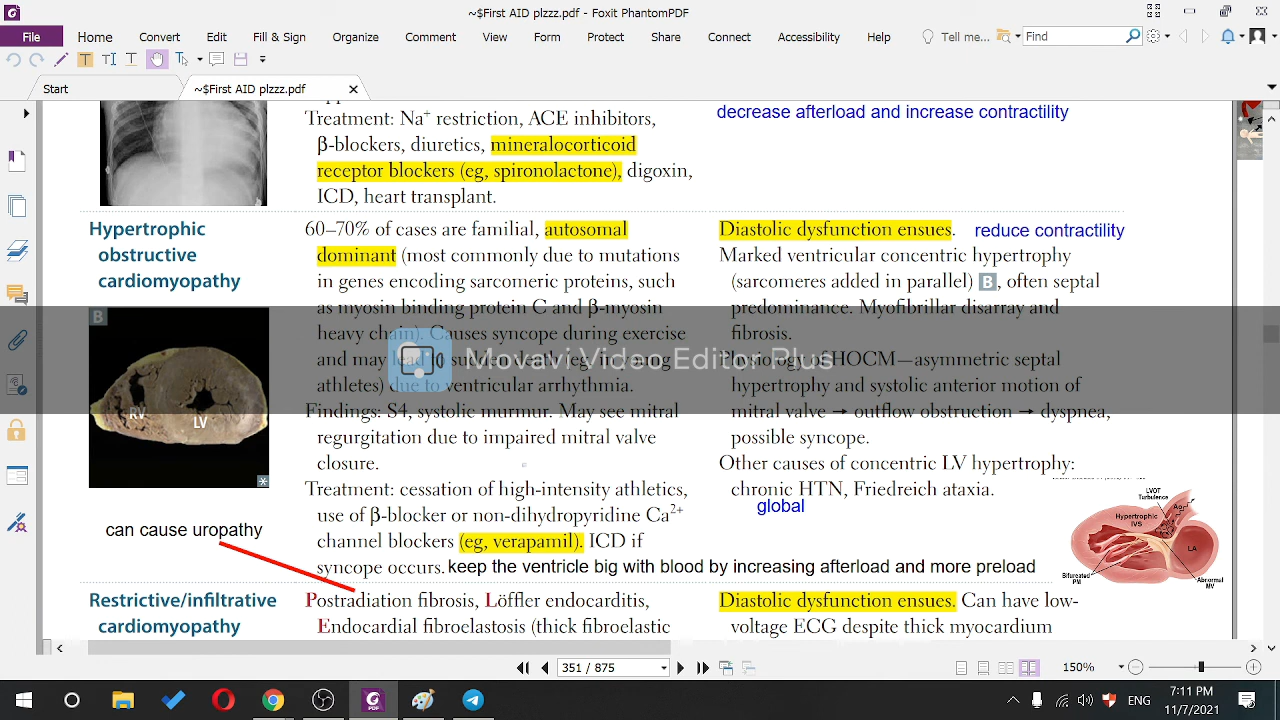 ~$First AID plzzz.pdf - Foxit PhantomPDF
File Home Convert Edit Fill & Sign Organize Comment View Form Protect Share Connect Accessibility Help Tell me... Find
Start ~$First AID plzzz.pdf
Treatment: Na+ restriction, ACE inhibitors,
β-blockers, diuretics, mineralocorticoid
receptor blockers (eg, spironolactone), digoxin,
ICD, heart transplant.
decrease afterload and increase contractility
Hypertrophic
obstructive
cardiomyopathy
B
RV
LV
60–70% of cases are familial, autosomal
dominant (most commonly due to mutations
in genes encoding sarcomeric proteins, such
as myosin binding protein C and β-myosin
heavy chain). Causes syncope during exercise
and may lead to sudden death (eg, in young
athletes) due to ventricular arrhythmia.
Findings: S4, systolic murmur. May see mitral
regurgitation due to impaired mitral valve
closure.
Treatment: cessation of high-intensity athletics,
use of β-blocker or non-dihydropyridine Ca2+
channel blockers (eg, verapamil). ICD if
syncope occurs.
Diastolic dysfunction ensues. reduce contractility
Marked ventricular concentric hypertrophy
(sarcomeres added in parallel) B, often septal
predominance. Myofibrillar disarray and
fibrosis.
Physiology of HOCM—asymmetric septal
hypertrophy and systolic anterior motion of
mitral valve → outflow obstruction → dyspnea,
possible syncope.
Other causes of concentric LV hypertrophy:
chronic HTN, Friedreich ataxia.
global
Movavi Video Editor Plus
can cause uropathy
keep the ventricle big with blood by increasing afterload and more preload
LVOT
Turbulence
Ao
Hypertrophic
IVS
LA
Bifurcated
PM
Abnormal
MV
Restrictive/infiltrative
cardiomyopathy
Postradiation fibrosis, Löffler endocarditis,
Endocardial fibroelastosis (thick fibroelastic
Diastolic dysfunction ensues. Can have low-
voltage ECG despite thick myocardium
351 / 875
150%
ENG
7:11 PM
11/7/2021